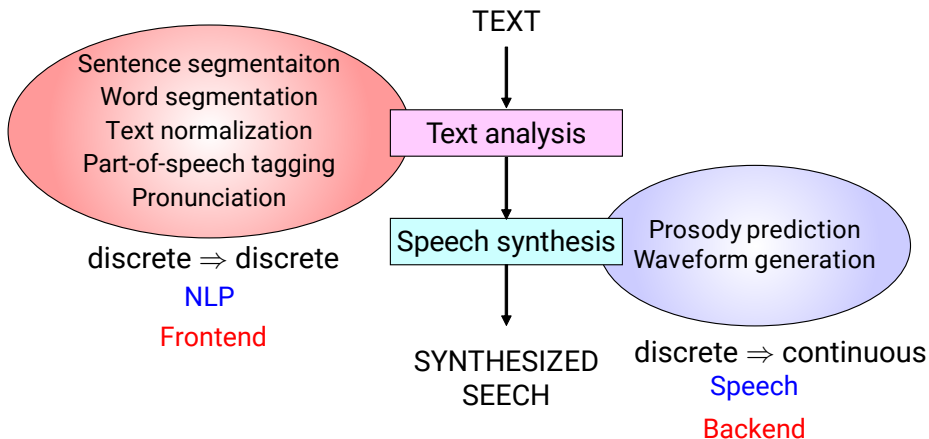 TEXT
Sentence segmentaiton
Word segmentation
Text normalization
Part-of-speech tagging
Pronunciation
discrete ⇒ discrete
NLP
Frontend
Text analysis
Speech synthesis
Prosody prediction
Waveform generation
discrete ⇒ continuous
Speech
Backend
SYNTHESIZED
SEECH